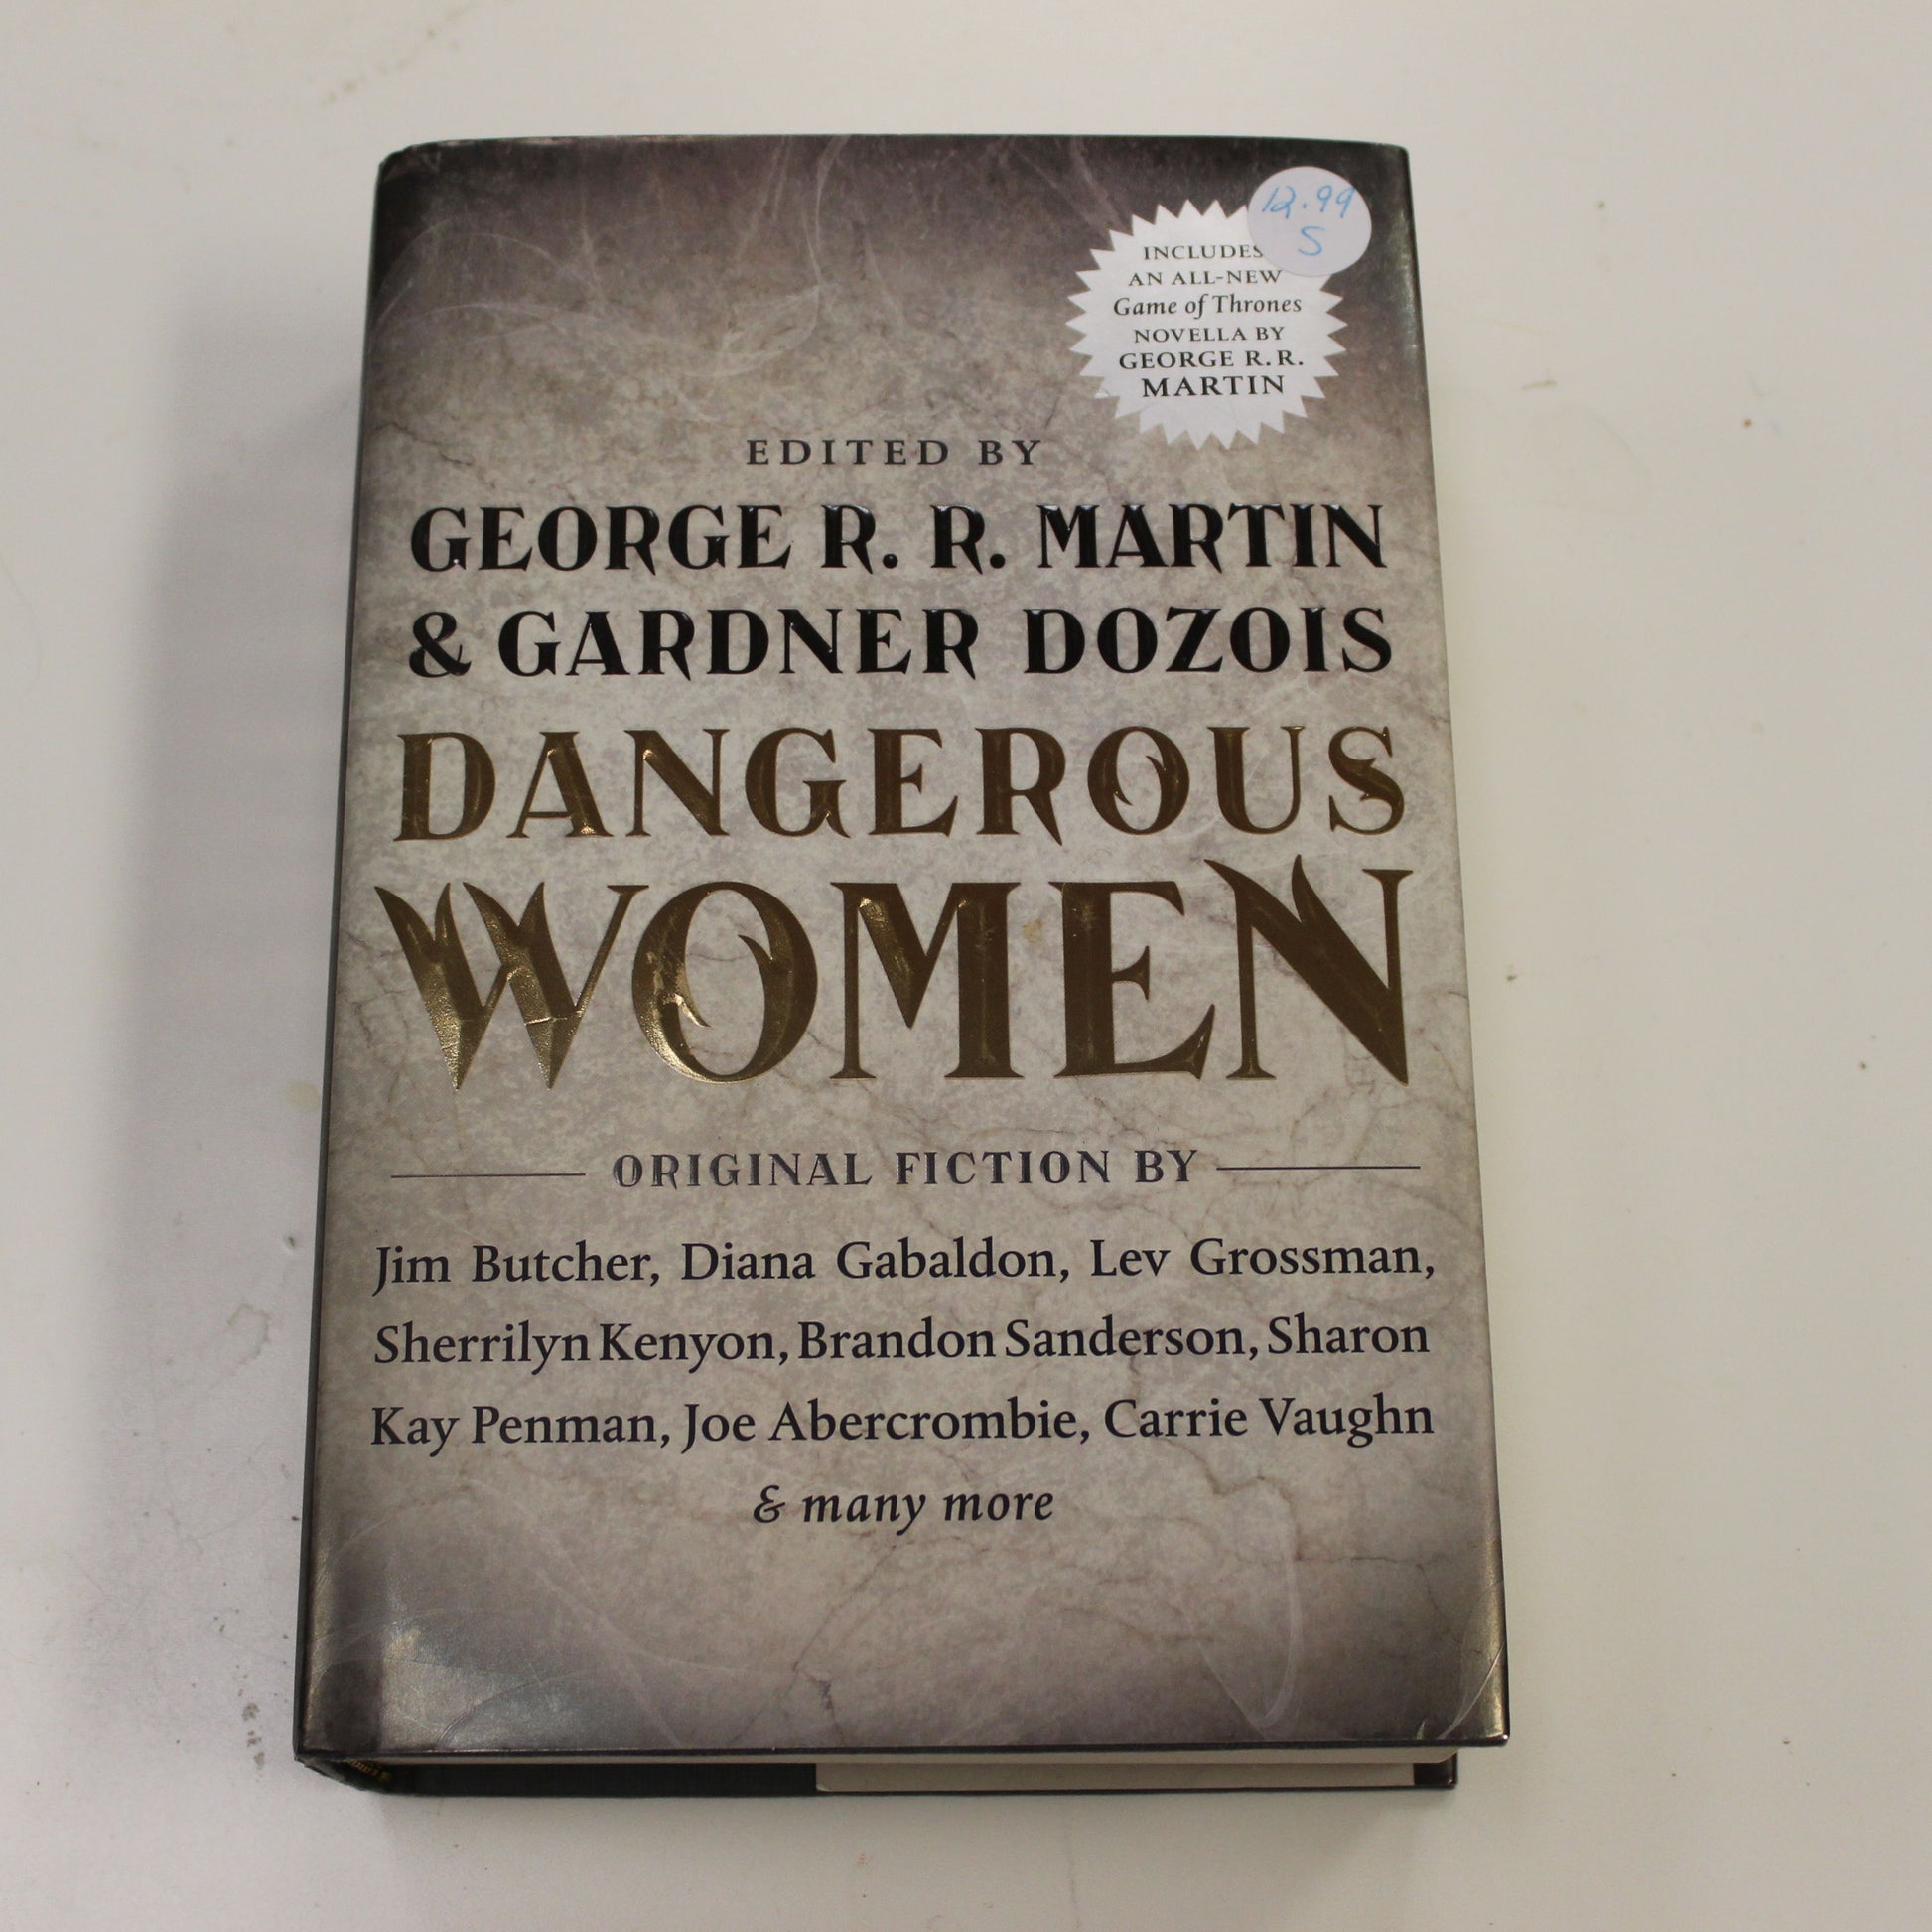 12.99
S
INCLUDES
AN ALL-NEW
Game of Thrones
NOVELLA BY
GEORGE R. R.
MARTIN
EDITED BY
GEORGE R. R. MARTIN
& GARDNER DOZOIS
DANGEROUS
WOMEN
ORIGINAL FICTION BY
Jim Butcher, Diana Gabaldon, Lev Grossman,
Sherrilyn Kenyon, Brandon Sanderson, Sharon
Kay Penman, Joe Abercrombie, Carrie Vaughn
& many more